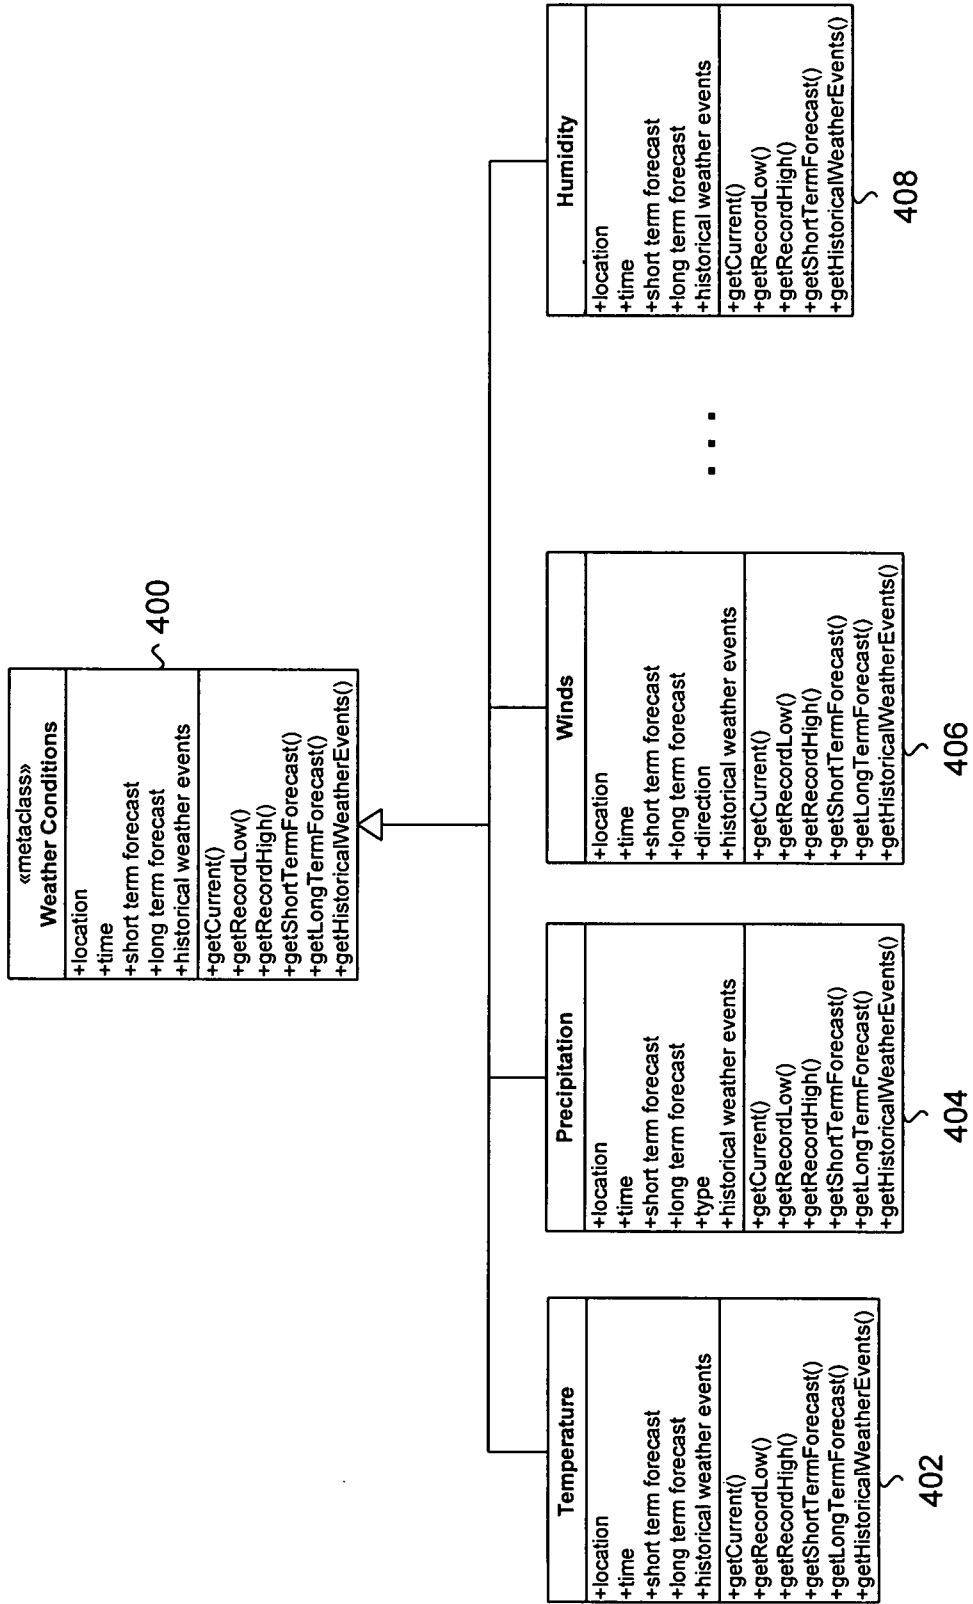 «metaclass»
Weather Conditions
+location
+time
+short term forecast
+long term forecast
+historical weather events
+getCurrent()
+getRecordLow()
+getRecordHigh()
+getShortTermForecast()
+getLongTermForecast()
+getHistoricalWeatherEvents()
400
Temperature
+location
+time
+short term forecast
+long term forecast
+historical weather events
+getCurrent()
+getRecordLow()
+getRecordHigh()
+getShortTermForecast()
+getLongTermForecast()
+getHistoricalWeatherEvents()
402
Precipitation
+location
+time
+short term forecast
+long term forecast
+type
+historical weather events
+getCurrent()
+getRecordLow()
+getRecordHigh()
+getShortTermForecast()
+getLongTermForecast()
+getHistoricalWeatherEvents()
404
Winds
+location
+time
+short term forecast
+long term forecast
+direction
+historical weather events
+getCurrent()
+getRecordLow()
+getRecordHigh()
+getShortTermForecast()
+getLongTermForecast()
+getHistoricalWeatherEvents()
406
. . .
Humidity
+location
+time
+short term forecast
+long term forecast
+historical weather events
+getCurrent()
+getRecordLow()
+getRecordHigh()
+getShortTermForecast()
+getHistoricalWeatherEvents()
408